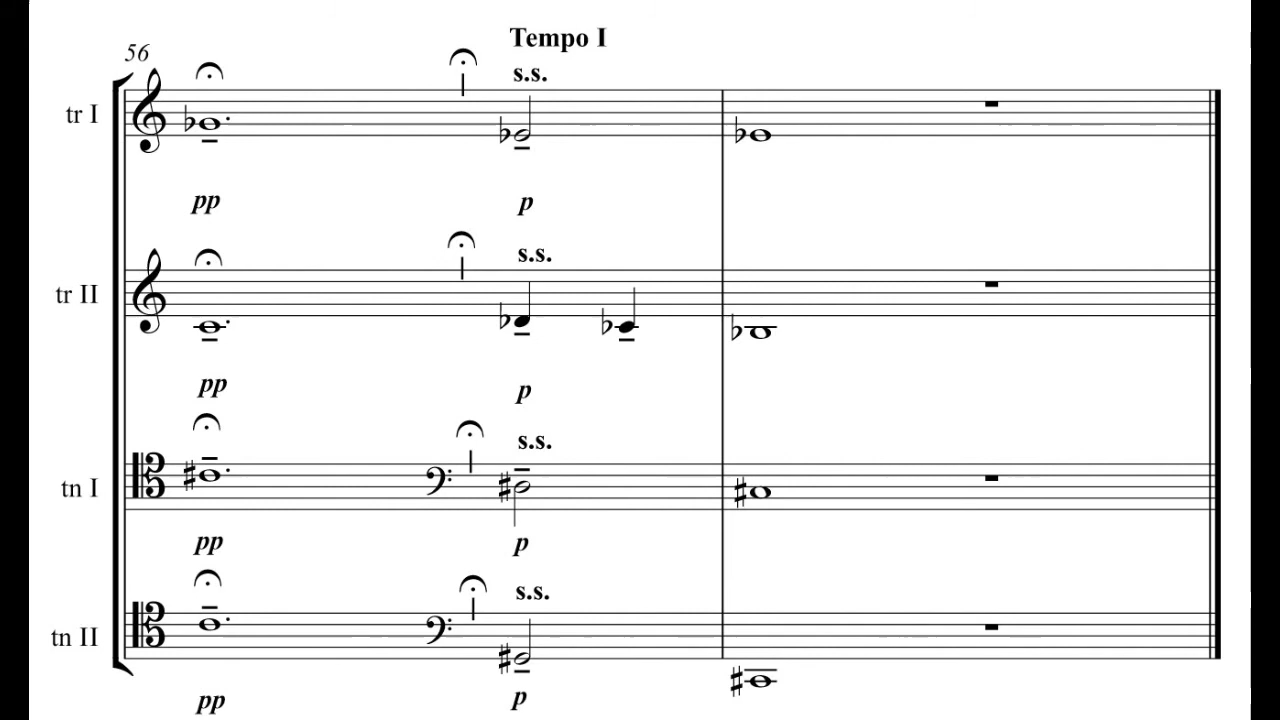 Tempo I
56
s.s.
tr I
pp p
s.s.
tr II
pp p
s.s.
tn I
pp p
s.s.
tn II
pp p